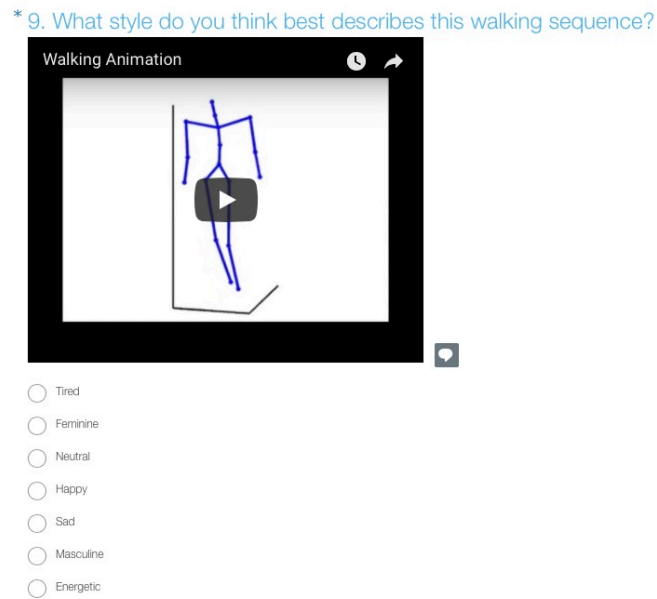 * 9. What style do you think best describes this walking sequence?
Walking Animation
Tired
Feminine
Neutral
Happy
Sad
Masculine
Energetic